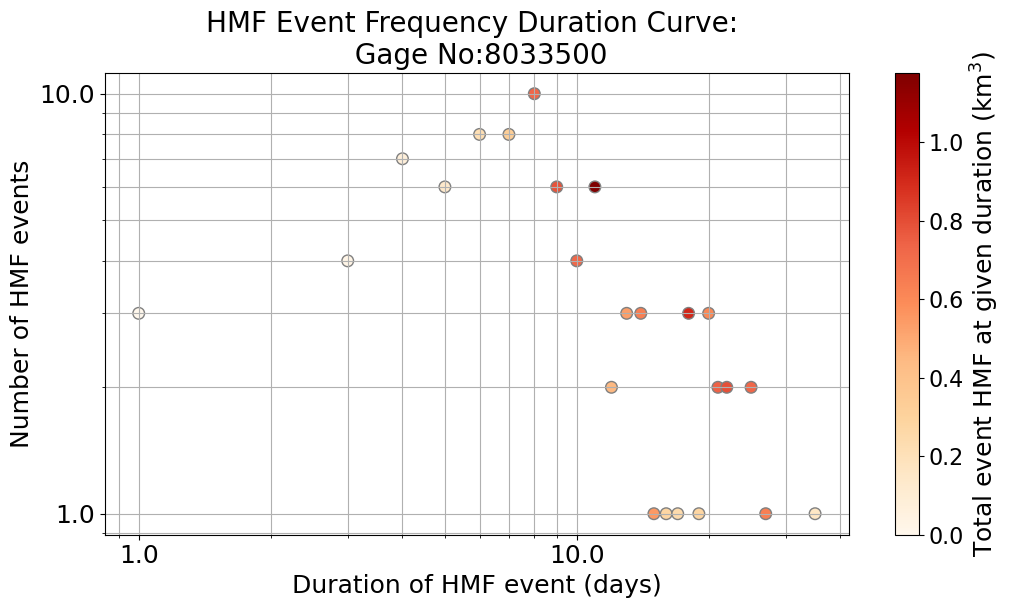 HMF Event Frequency Duration Curve:
Gage No:8033500
Number of HMF events
10.0
1.0
1.0
10.0
Duration of HMF event (days)
1.0
0.8
0.6
0.4
0.2
0.0
Total event HMF at given duration (km³)